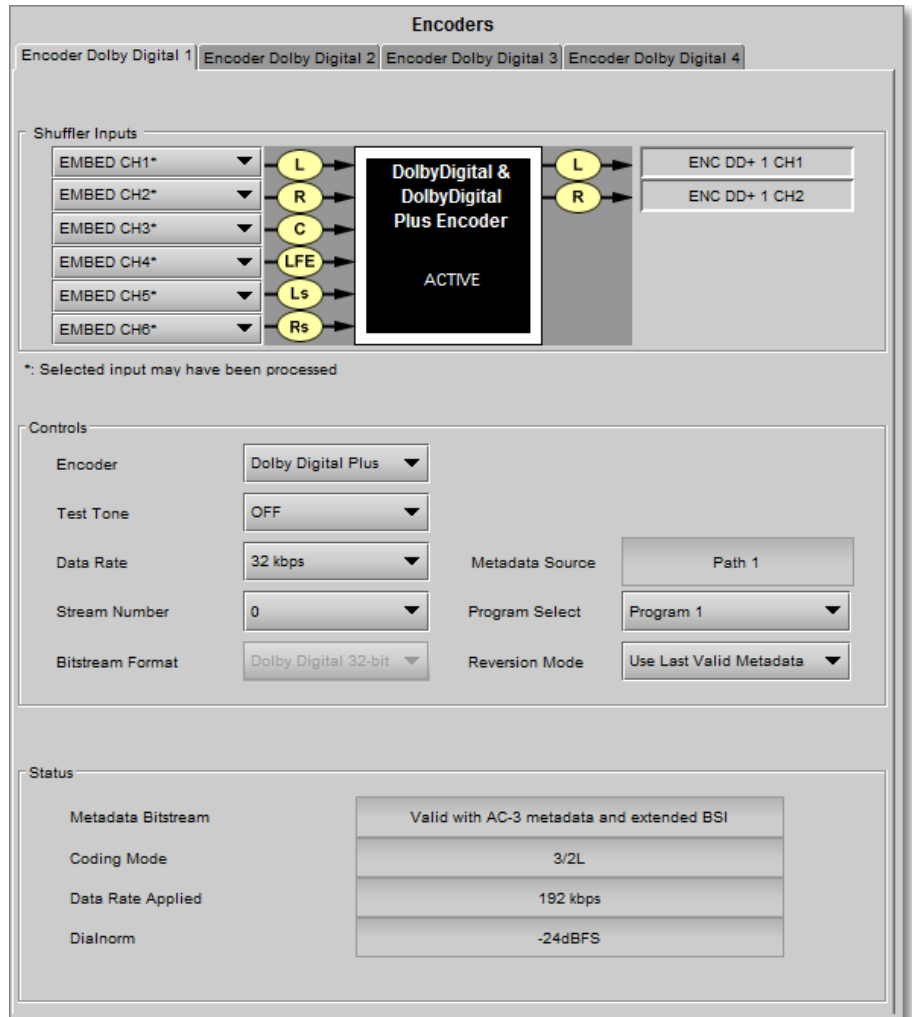 Encoders
Encoder Dolby Digital 1 Encoder Dolby Digital 2 Encoder Dolby Digital 3 Encoder Dolby Digital 4
Shuffler Inputs
EMBED CH1* L DolbyDigital & L ENC DD+ 1 CH1
EMBED CH2* R DolbyDigital R ENC DD+ 1 CH2
EMBED CH3* C Plus Encoder
EMBED CH4* LFE
EMBED CH5* Ls ACTIVE
EMBED CH6* Rs
*: Selected input may have been processed
Controls
Encoder Dolby Digital Plus
Test Tone OFF
Data Rate 32 kbps Metadata Source Path 1
Stream Number 0 Program Select Program 1
Bitstream Format Dolby Digital 32-bit Reversion Mode Use Last Valid Metadata
Status
Metadata Bitstream Valid with AC-3 metadata and extended BSI
Coding Mode 3/2L
Data Rate Applied 192 kbps
Dialnorm -24dBFS